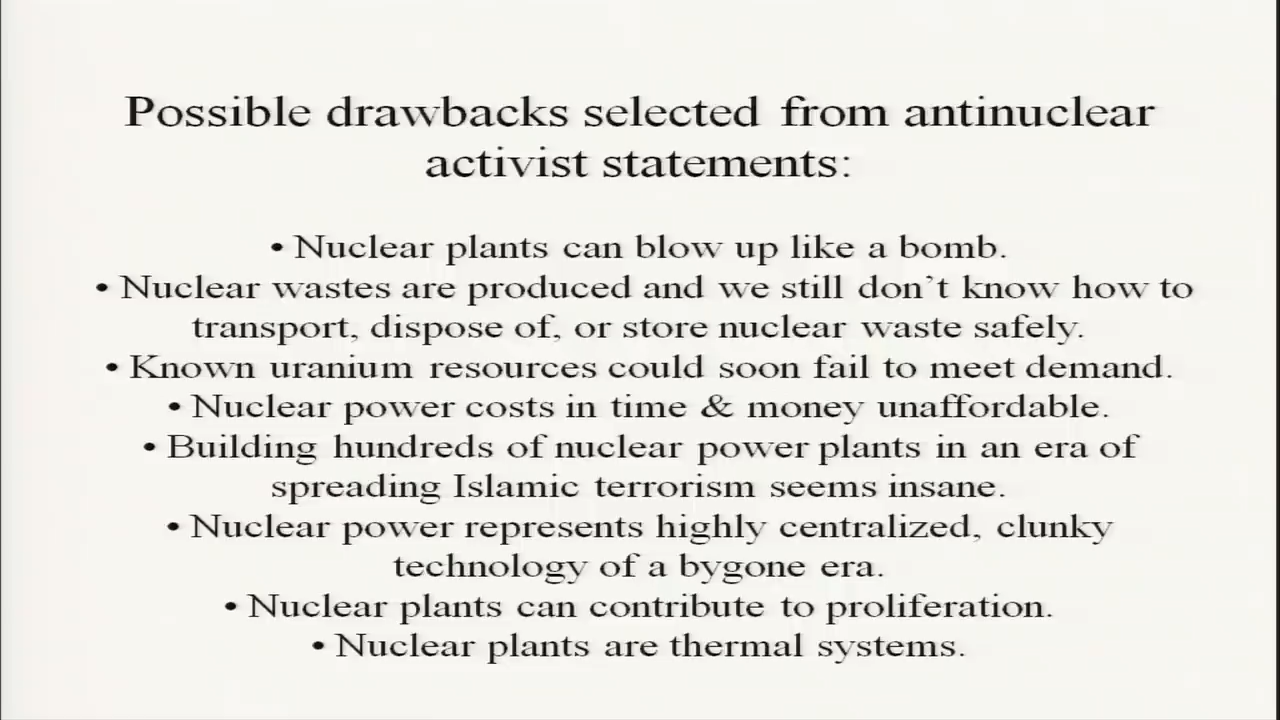 Possible drawbacks selected from antinuclear
activist statements:
• Nuclear plants can blow up like a bomb.
• Nuclear wastes are produced and we still don’t know how to
transport, dispose of, or store nuclear waste safely.
• Known uranium resources could soon fail to meet demand.
• Nuclear power costs in time & money unaffordable.
• Building hundreds of nuclear power plants in an era of
spreading Islamic terrorism seems insane.
• Nuclear power represents highly centralized, clunky
technology of a bygone era.
• Nuclear plants can contribute to proliferation.
• Nuclear plants are thermal systems.